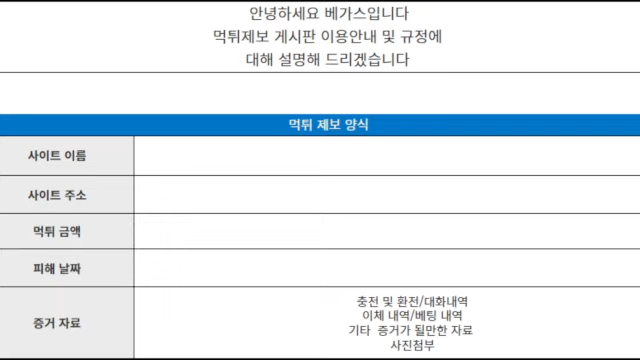 안녕하세요 베가스입니다
먹튀제보 게시판 이용안내 및 규정에
대해 설명해 드리겠습니다
먹튀 제보 양식
사이트 이름
사이트 주소
먹튀 금액
피해 날짜
증거 자료
충전 및 환전/대화내역
이체 내역/베팅 내역
기타 증거가 될만한 자료
사진첨부